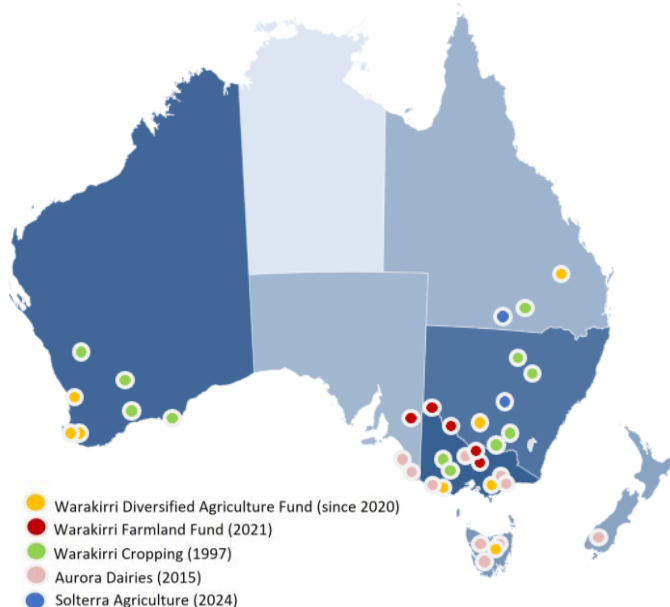 Warakirri Diversified Agriculture Fund (since 2020)
Warakirri Farmland Fund (2021)
Warakirri Cropping (1997)
Aurora Dairies (2015)
Solterra Agriculture (2024)